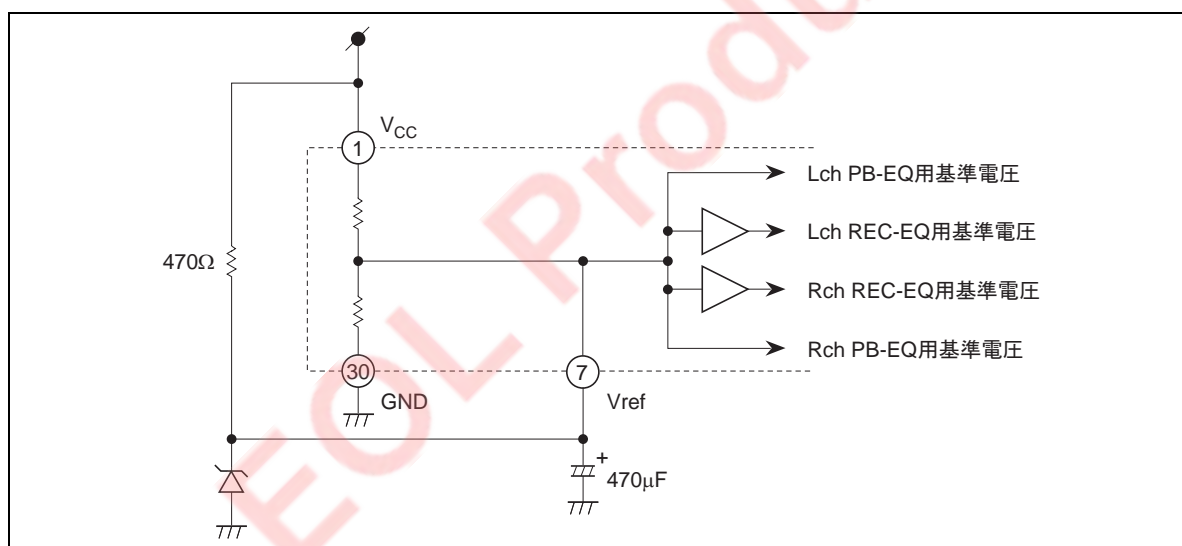 V_CC
1
Lch PB-EQ用基準電圧
Lch REC-EQ用基準電圧
470Ω
Rch REC-EQ用基準電圧
Rch PB-EQ用基準電圧
30
7
GND
Vref
+
470μF
EOL Produ